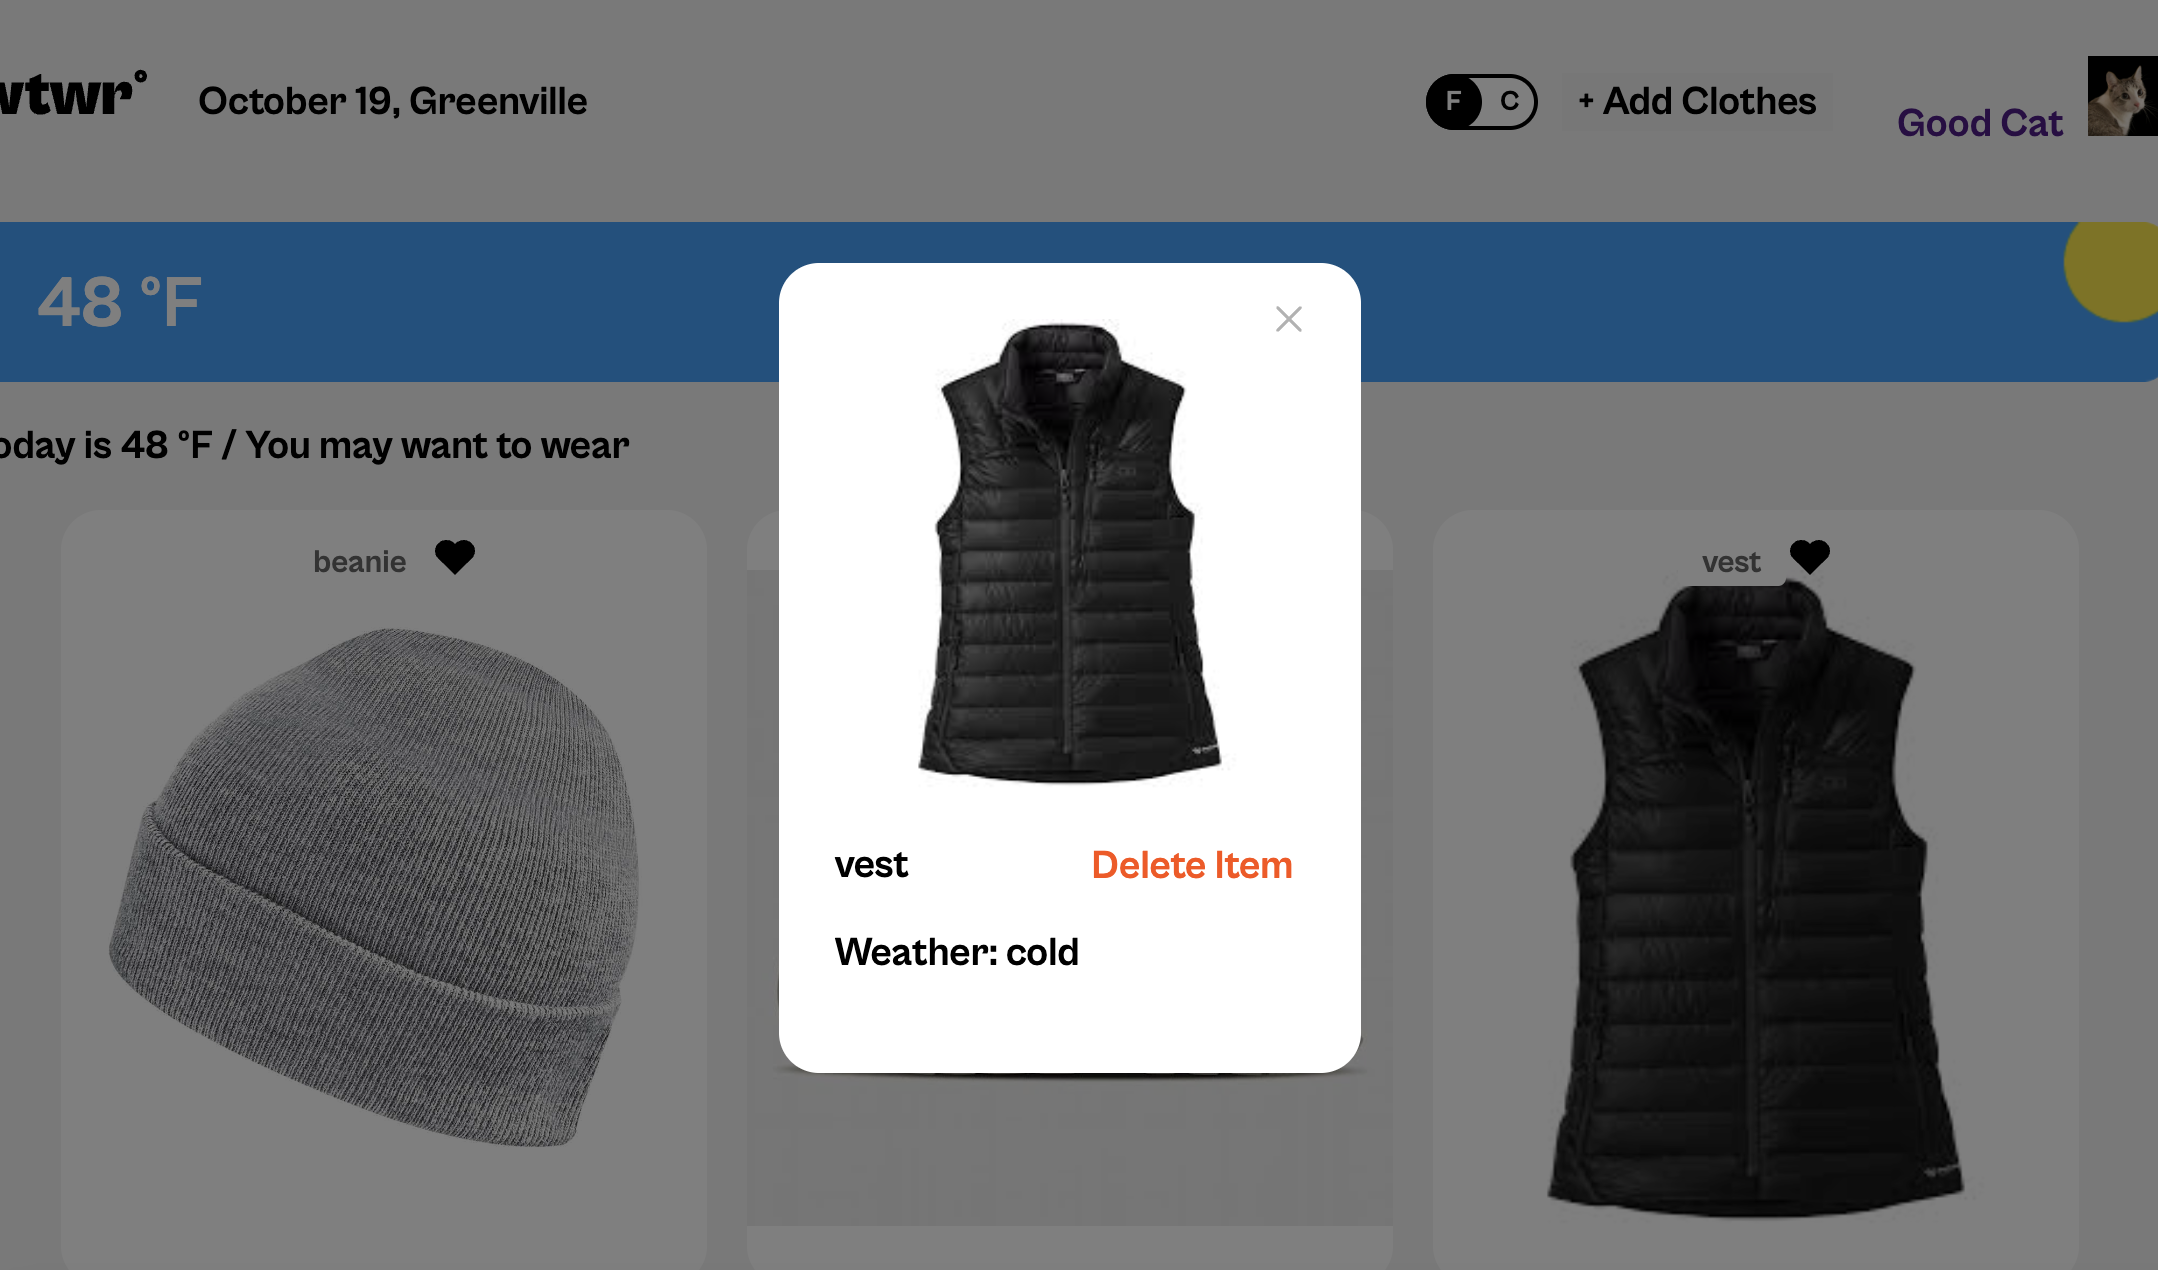 wtwr°
October 19, Greenville
F C
+ Add Clothes
Good Cat
48 °F
oday is 48 °F / You may want to wear
beanie
vest
vest
Delete Item
Weather: cold